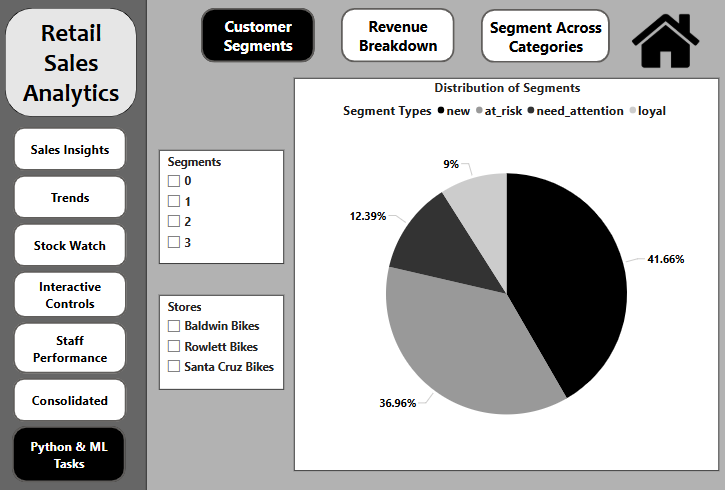 Retail
Sales
Analytics
Sales Insights
Trends
Stock Watch
Interactive
Controls
Staff
Performance
Consolidated
Python & ML
Tasks
Customer
Segments
Revenue
Breakdown
Segment Across
Categories
Segments
0
1
2
3
Stores
Baldwin Bikes
Rowlett Bikes
Santa Cruz Bikes
Distribution of Segments
Segment Types new at_risk need_attention loyal
9%
12.39%
41.66%
36.96%